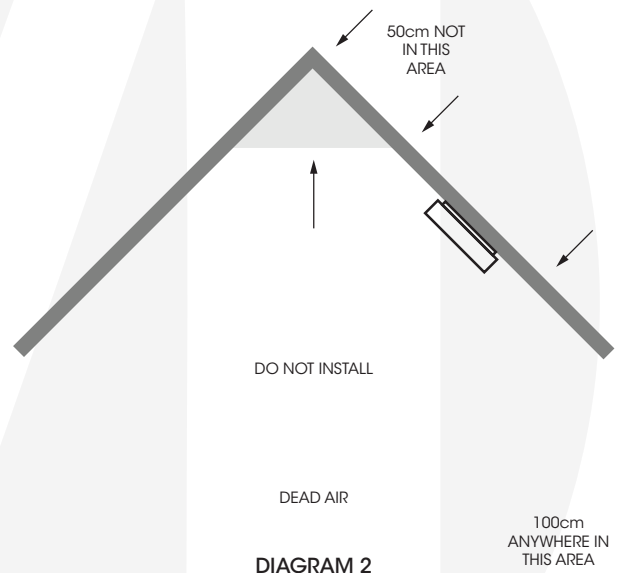 50cm NOT
IN THIS
AREA
DO NOT INSTALL
DEAD AIR
100cm
ANYWHERE IN
THIS AREA
DIAGRAM 2